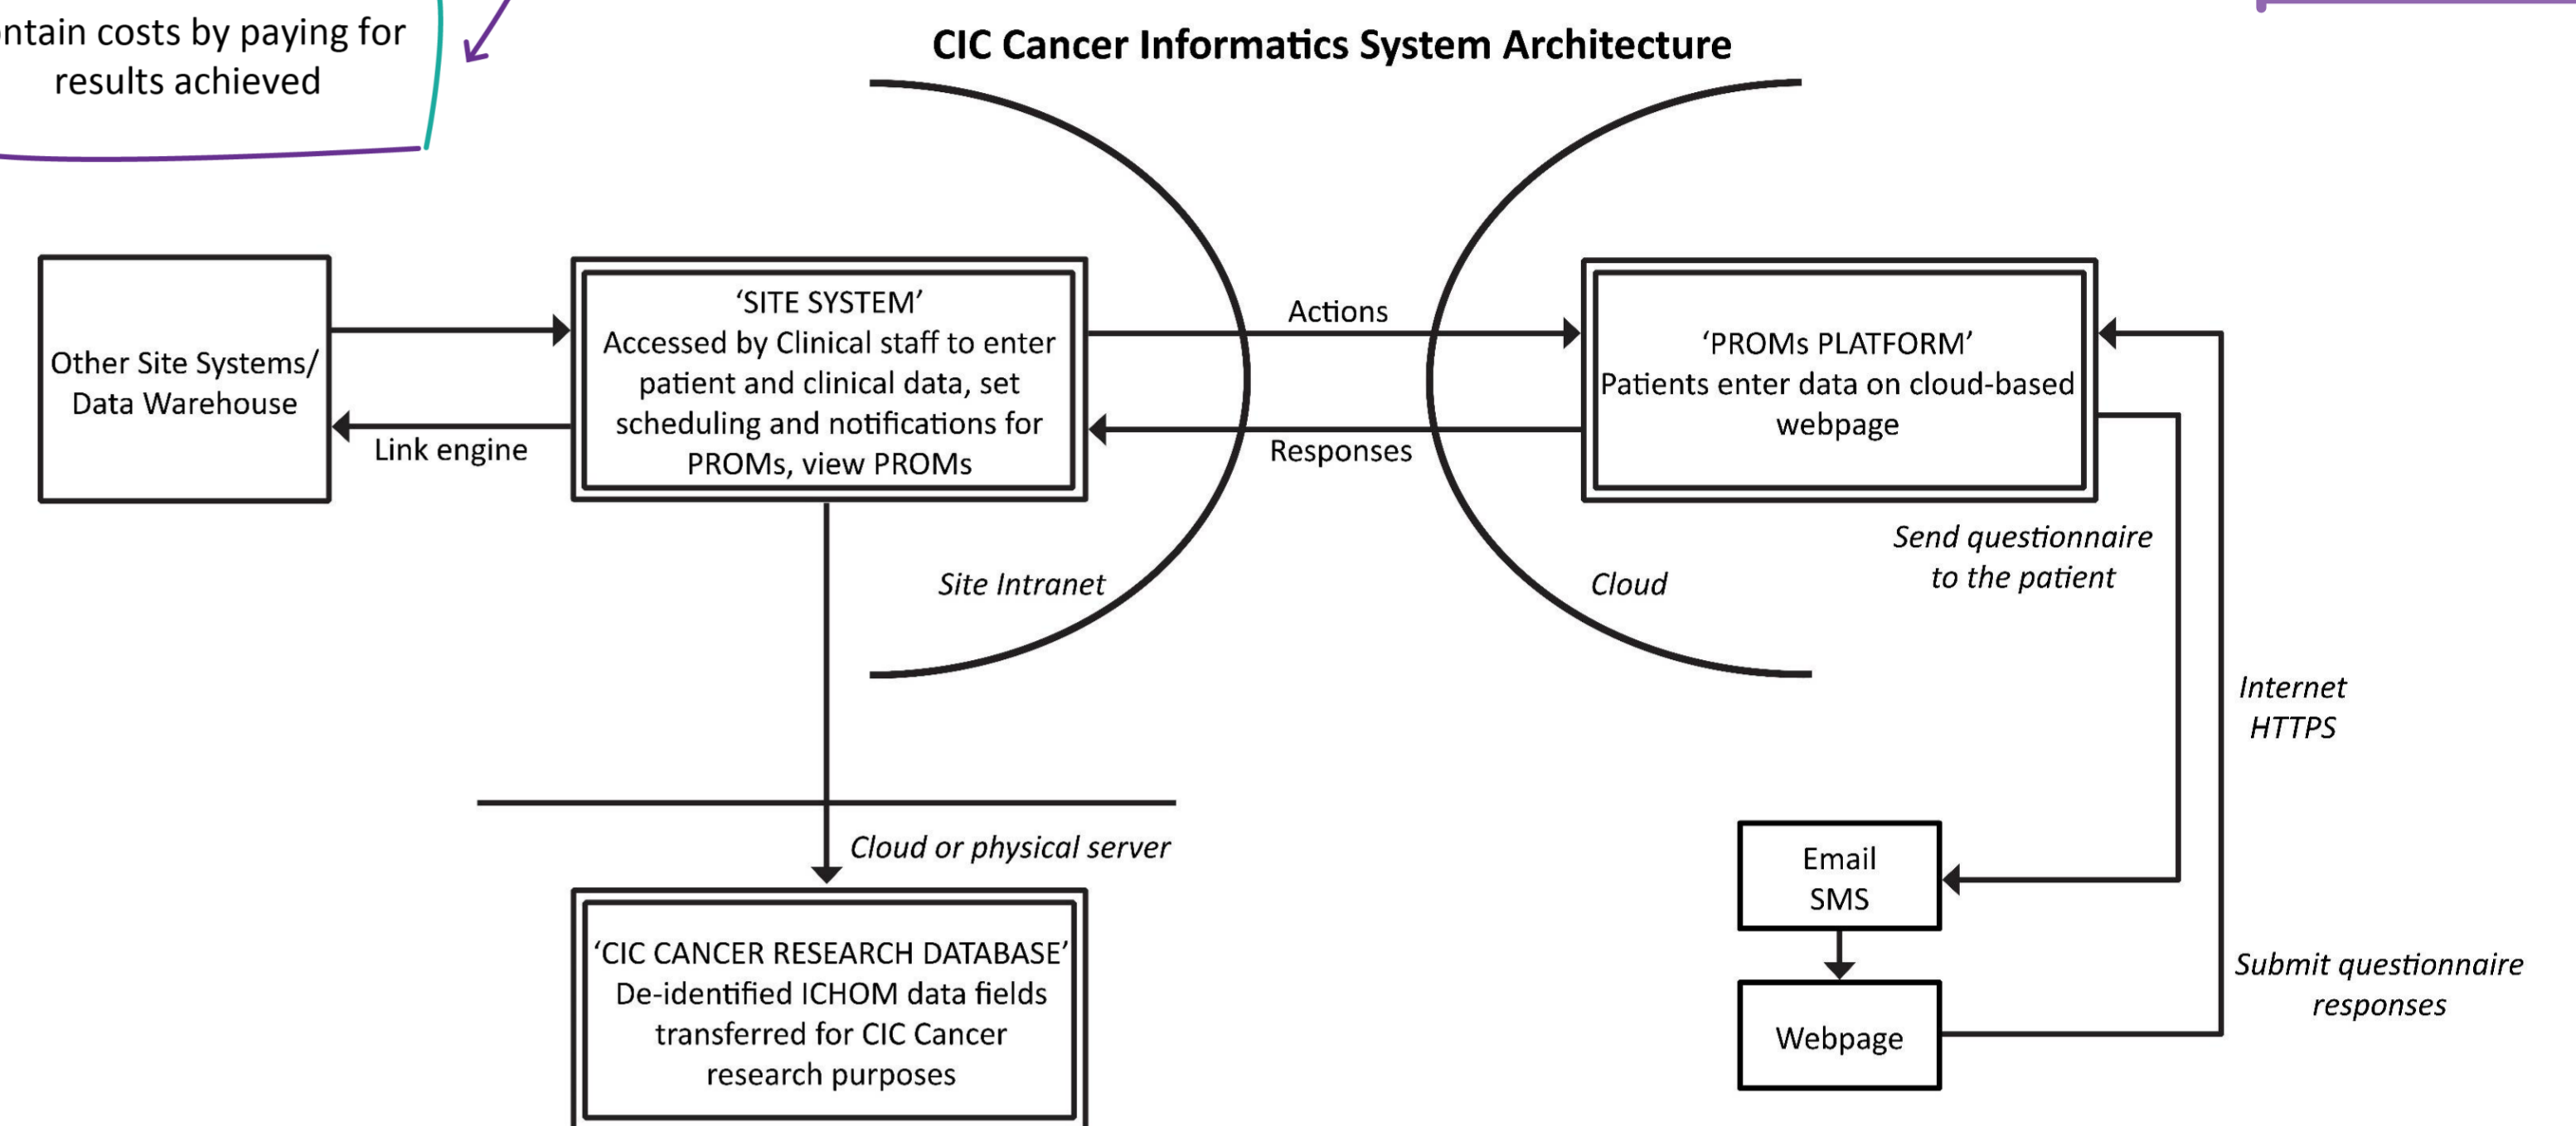 costs by paying for
results achieved
CIC Cancer Informatics System Architecture
Other Site Systems/
Data Warehouse
Link engine
‘SITE SYSTEM’
Accessed by Clinical staff to enter
patient and clinical data, set
scheduling and notifications for
PROMs, view PROMs
Actions
Responses
‘PROMs PLATFORM’
Patients enter data on cloud-based
webpage
Site Intranet
Cloud
Send questionnaire
to the patient
Internet
HTTPS
Cloud or physical server
Email
SMS
Webpage
Submit questionnaire
responses
‘CIC CANCER RESEARCH DATABASE’
De-identified ICHOM data fields
transferred for CIC Cancer
research purposes